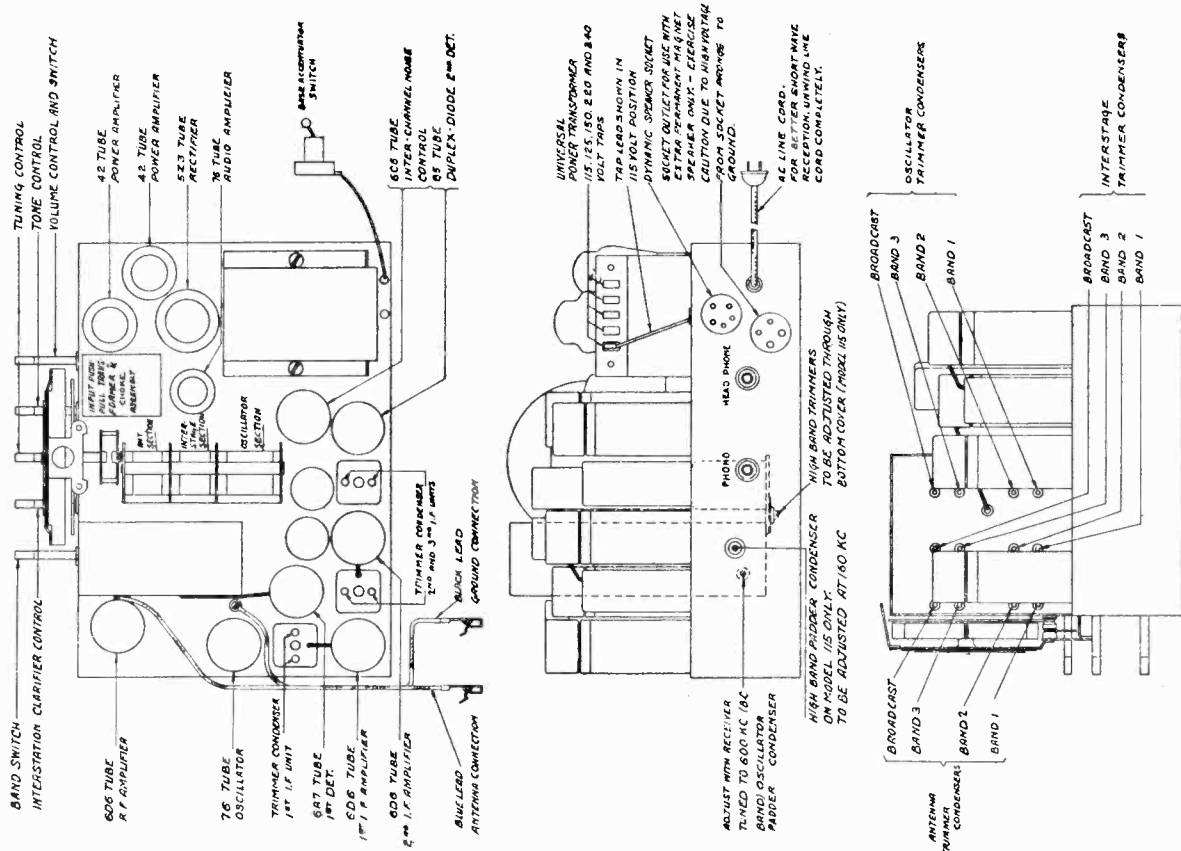 BAND SWITCH
INTERSTATION CLARIFIER CONTROL
TUNING CONTROL
TONE CONTROL
VOLUME CONTROL AND SWITCH
42 TUBE
POWER AMPLIFIER
42 TUBE
POWER AMPLIFIER
5Z3 TUBE
RECTIFIER
76 TUBE
AUDIO AMPLIFIER
BASE ACCENTUATOR
SWITCH
6C6 TUBE
INTER-CHANNEL NOISE
CONTROL
85 TUBE
DUPLEX-DIODE 2ND DET.
INPUT PUSH
PULL TRANS
FORMER &
CHOKE
ASSEMBLY
ANT
SECTION
INTER-
STAGE
SECTION
OSCILLATOR
SECTION
6D6 TUBE
R.F AMPLIFIER
76 TUBE
OSCILLATOR
TRIMMER CONDENSER
1ST I.F UNIT
6A7 TUBE
1ST DET.
6D6 TUBE
1ST I F AMPLIFIER
6D6 TUBE
2ND I.F. AMPLIFIER
BLUE LEAD
ANTENNA CONNECTION
TRIMMER CONDENSER
2ND AND 3RD I.F UNITS
BLACK LEAD
GROUND CONNECTION
UNIVERSAL
POWER TRANSFORMER
115, 125, 150, 220 AND 240
VOLT TAPS
TAP LEAD SHOWN IN
115 VOLT POSITION
DYNAMIC SPEAKER SOCKET
SOCKET OUTLET FOR USE WITH
EXTRA PERMANENT MAGNET
SPEAKER ONLY. - EXERCISE
CAUTION DUE TO HIGH VOLTAGE
FROM SOCKET PRONGS TO
GROUND.
AC LINE CORD.
FOR BETTER SHORT WAVE
RECEPTION, UNWIND LINE
CORD COMPLETELY.
HEAD PHONE
PHONO
HIGH BAND TRIMMERS
TO BE ADJUSTED THROUGH
BOTTOM COVER (MODEL 115 ONLY)
HIGH BAND PADDER CONDENSER
ON MODEL 115 ONLY.
TO BE ADJUSTED AT 160 KC
ADJUST WITH RECEIVER
TUNED TO 600 KC (BC
BAND) OSCILLATOR
PADDER CONDENSER
OSCILLATOR
TRIMMER CONDENSERS
BROADCAST
BAND 3
BAND 2
BAND 1
INTERSTAGE
TRIMMER CONDENSERS
BROADCAST
BAND 3
BAND 2
BAND 1
BROADCAST
BAND 3
BAND 2
BAND 1
ANTENNA
TRIMMER
CONDENSERS